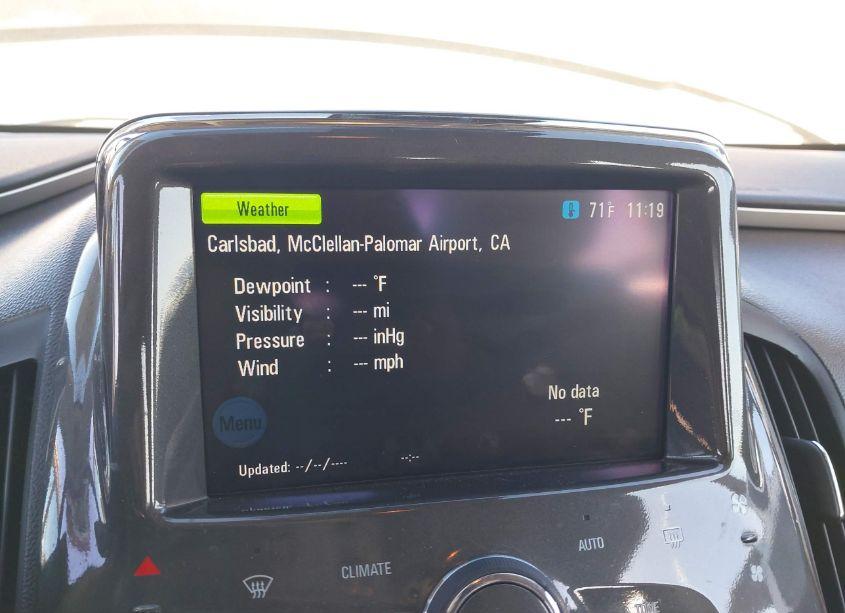 Weather 71°F 11:19
Carlsbad, McClellan-Palomar Airport, CA
Dewpoint : --- °F
Visibility : --- mi
Pressure : --- inHg
Wind : --- mph
No data
--- °F
Menu
Updated: --/--/---- --:--
AUTO
CLIMATE
TUNE